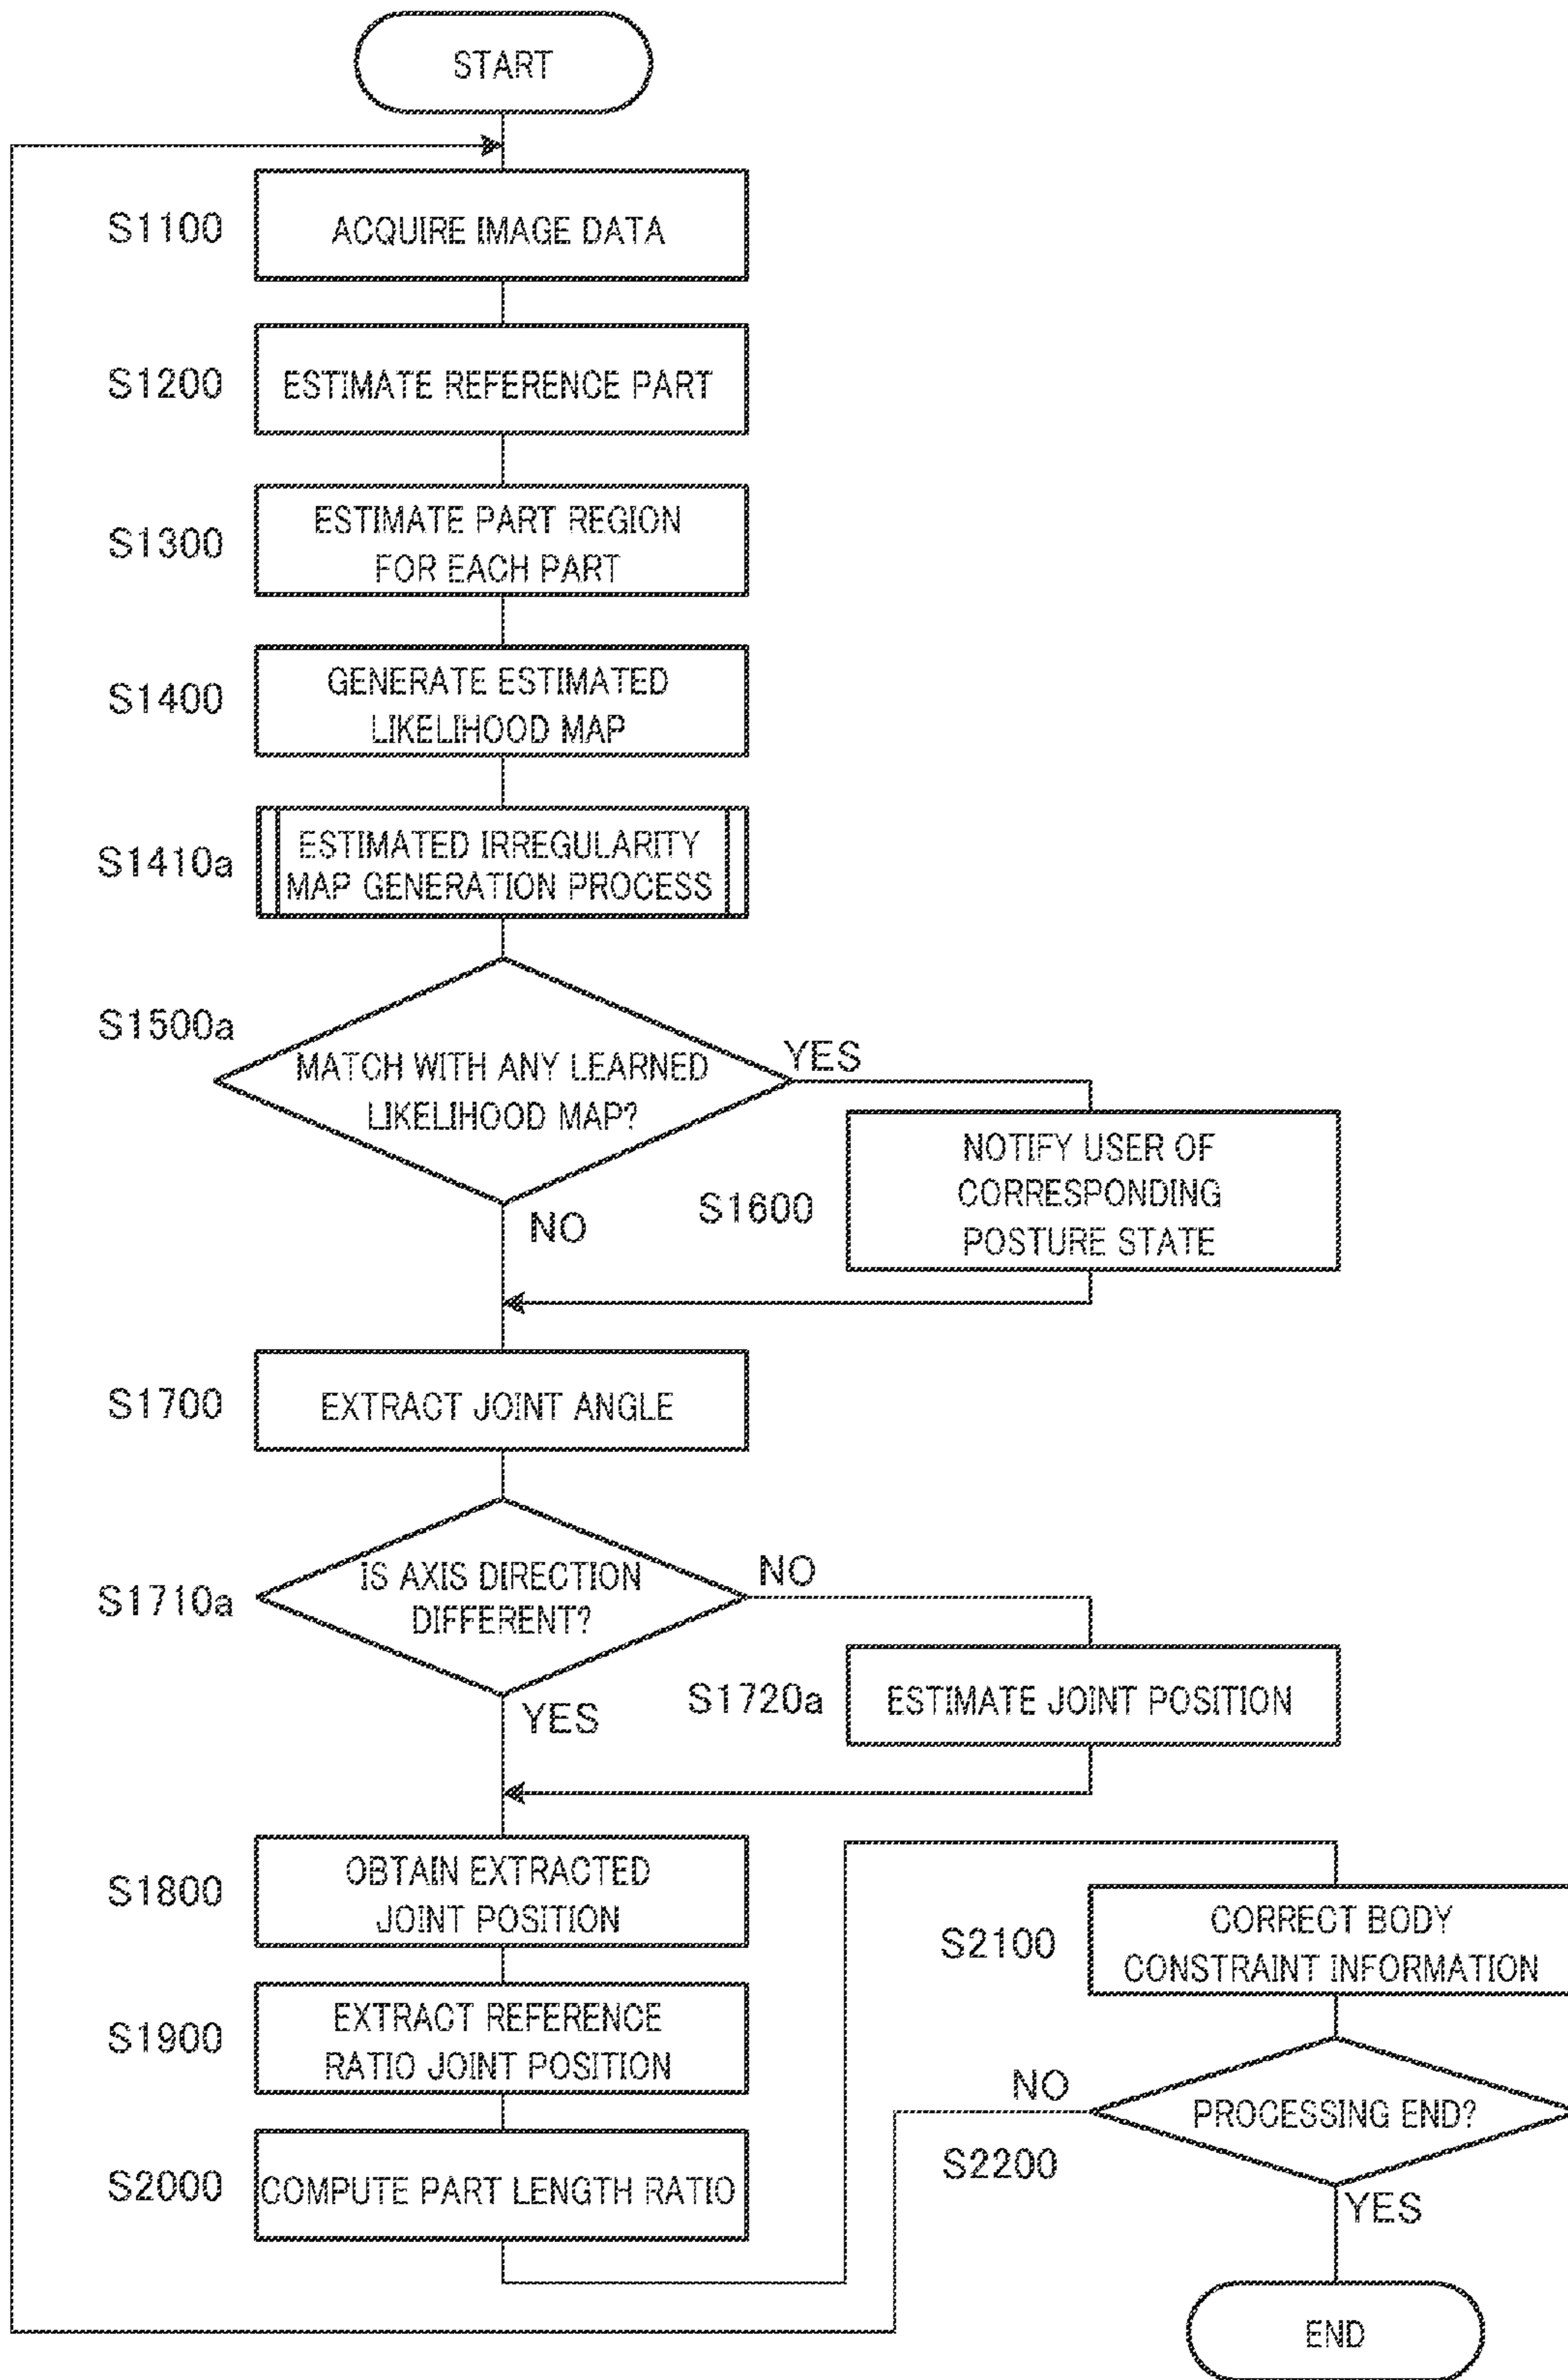 START
S1100
ACQUIRE IMAGE DATA
S1200
ESTIMATE REFERENCE PART
S1300
ESTIMATE PART REGION
FOR EACH PART
S1400
GENERATE ESTIMATED
LIKELIHOOD MAP
S1410a
ESTIMATED IRREGULARITY
MAP GENERATION PROCESS
S1500a
MATCH WITH ANY LEARNED
LIKELIHOOD MAP?
YES
NO
S1600
NOTIFY USER OF
CORRESPONDING
POSTURE STATE
S1700
EXTRACT JOINT ANGLE
S1710a
IS AXIS DIRECTION
DIFFERENT?
NO
YES
S1720a
ESTIMATE JOINT POSITION
S1800
OBTAIN EXTRACTED
JOINT POSITION
S1900
EXTRACT REFERENCE
RATIO JOINT POSITION
S2000
COMPUTE PART LENGTH RATIO
S2100
CORRECT BODY
CONSTRAINT INFORMATION
NO
S2200
PROCESSING END?
YES
END